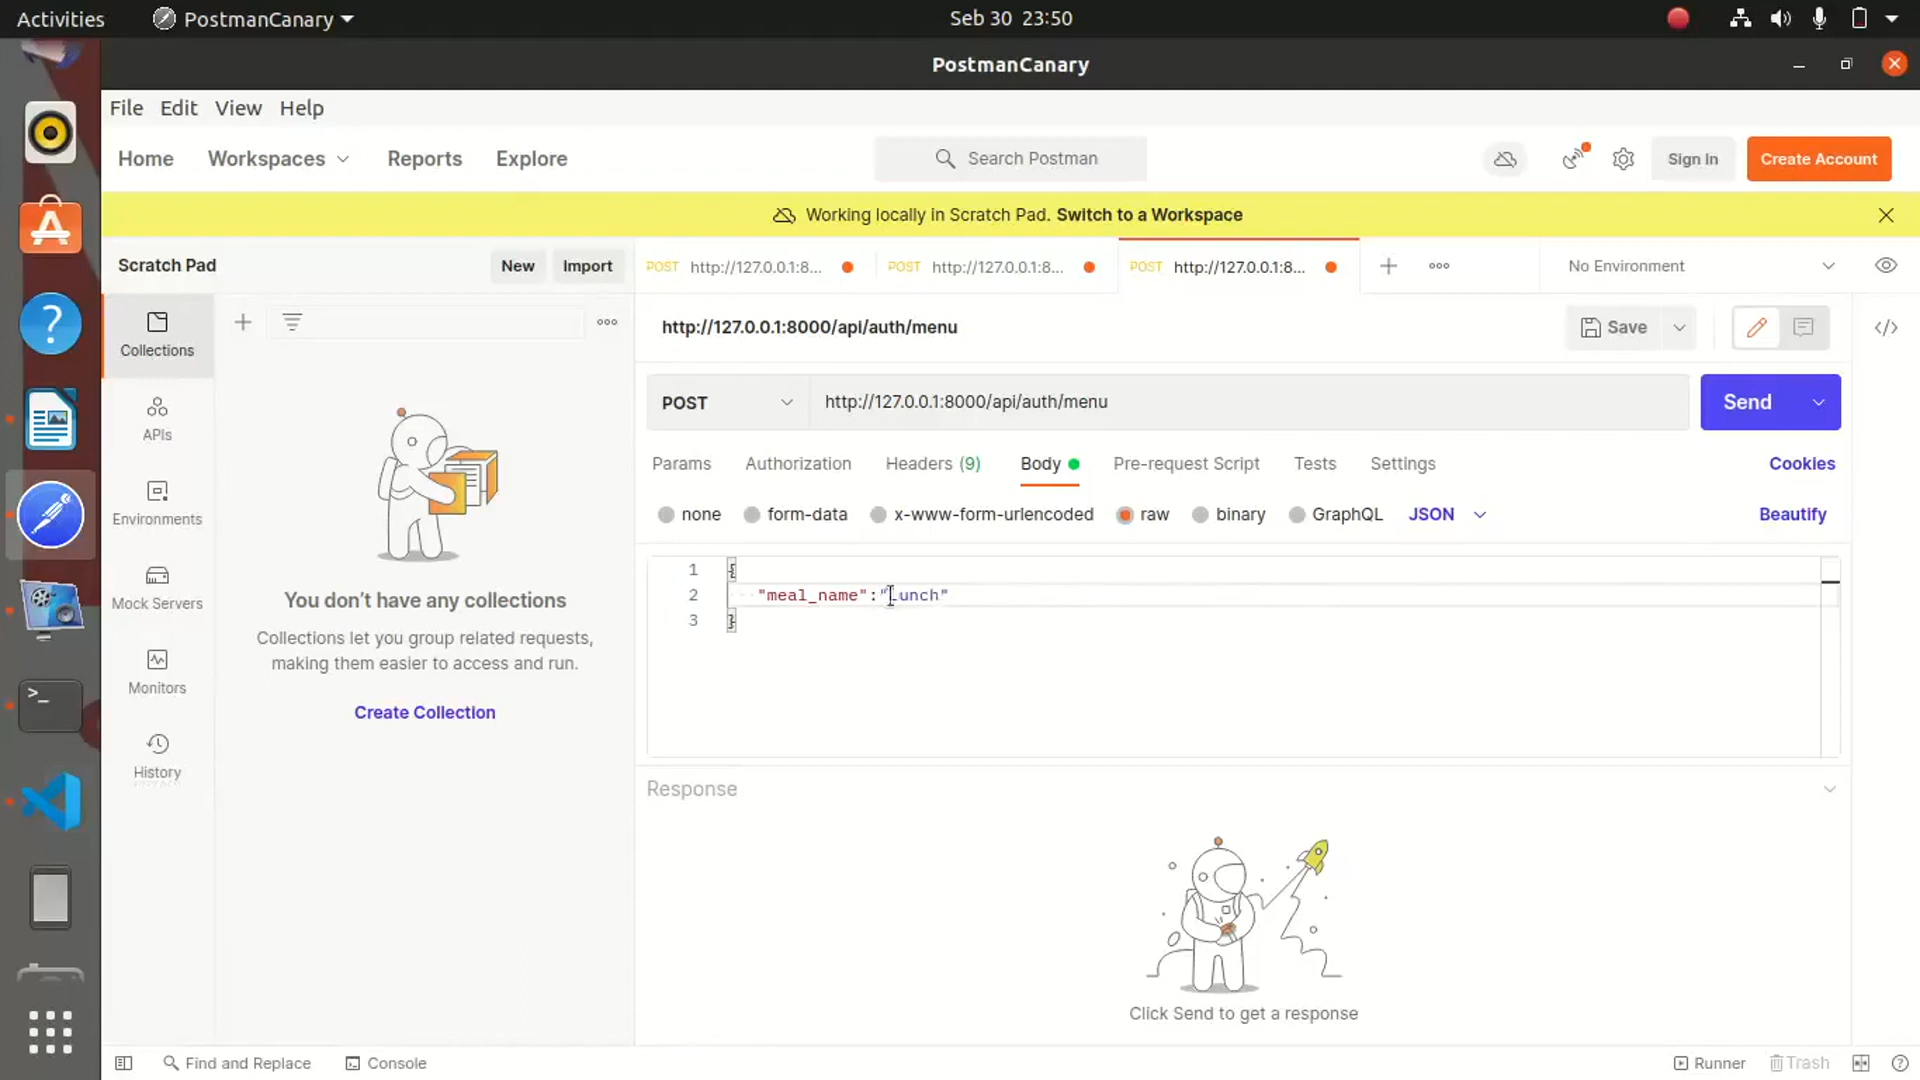 Activities PostmanCanary Seb 30 23:50
PostmanCanary
File Edit View Help
Home Workspaces Reports Explore Search Postman Sign In Create Account
Working locally in Scratch Pad. Switch to a Workspace
Scratch Pad New Import POST http://127.0.0.1:8... POST http://127.0.0.1:8... POST http://127.0.0.1:8... No Environment
Collections
APIs
Environments
Mock Servers
Monitors
History
You don't have any collections
Collections let you group related requests,
making them easier to access and run.
Create Collection
http://127.0.0.1:8000/api/auth/menu Save
POST http://127.0.0.1:8000/api/auth/menu Send
Params Authorization Headers (9) Body Pre-request Script Tests Settings Cookies
none form-data x-www-form-urlencoded raw binary GraphQL JSON Beautify
1 {
2 "meal_name":"Lunch"
3 }
Response
Click Send to get a response
Find and Replace Console Runner Trash